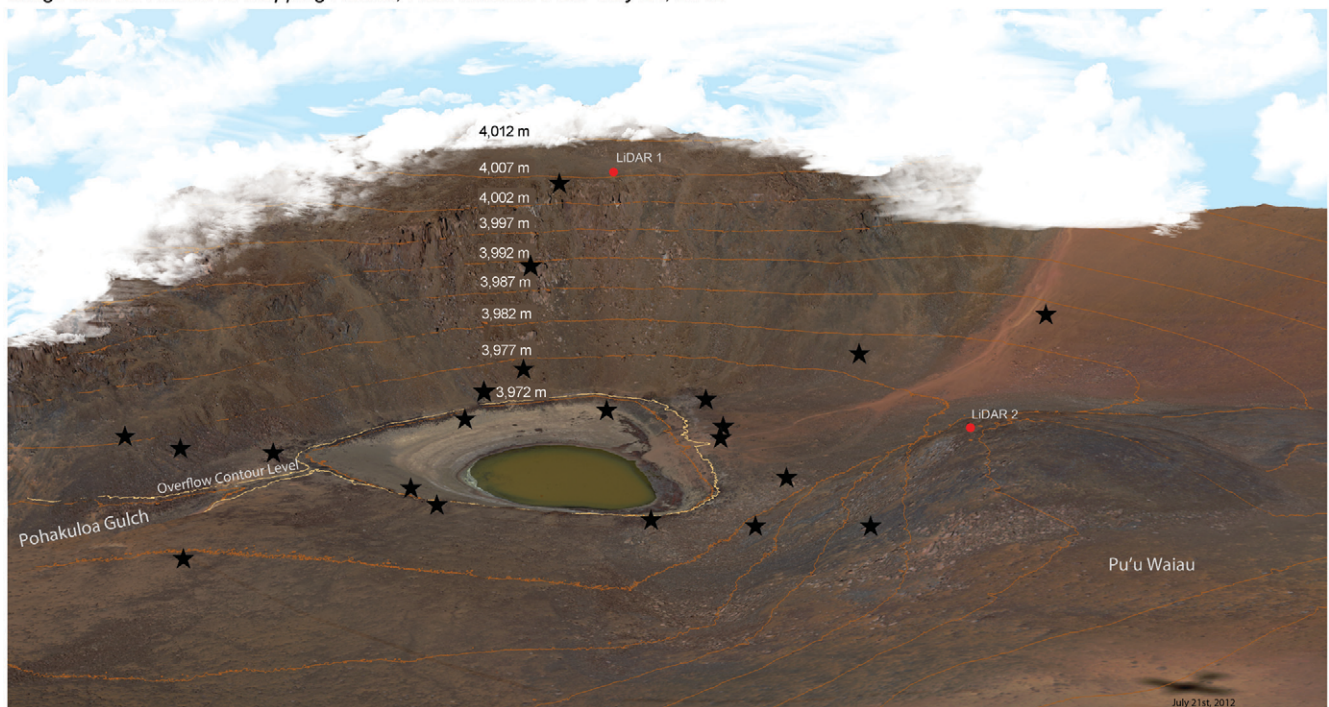 4,012 m
LiDAR 1
4,007 m
4,002 m
3,997 m
3,992 m
3,987 m
3,982 m
3,977 m
3,972 m
LiDAR 2
Overflow Contour Level
Pohakuloa Gulch
Pu'u Waiau
July 21st, 2012